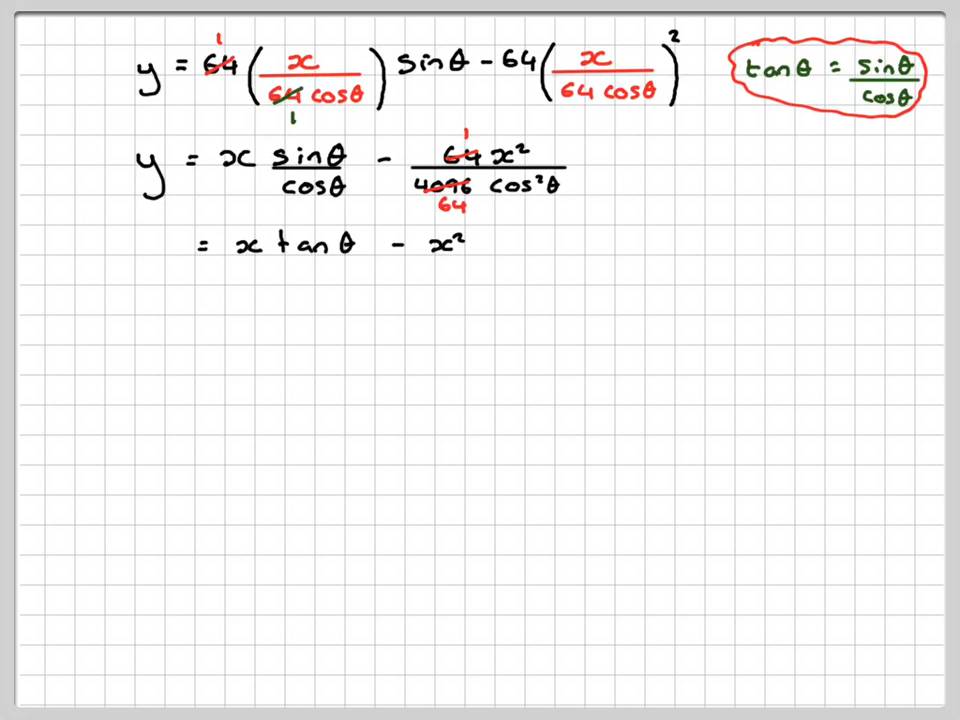 y = 64 ( x / 64 cosθ ) sinθ − 64 ( x / 64 cosθ )² tanθ = sinθ / cosθ
1 1
y = x sinθ / cosθ − 64 x² / 4096 cos²θ
1 64
= x tanθ − x²